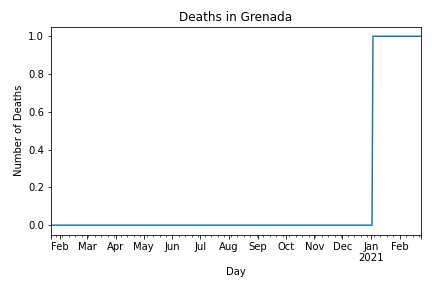 Deaths in Grenada
1.0
0.8
0.6
0.4
0.2
0.0
Number of Deaths
Feb Mar Apr May Jun Jul Aug Sep Oct Nov Dec Jan Feb
2021
Day